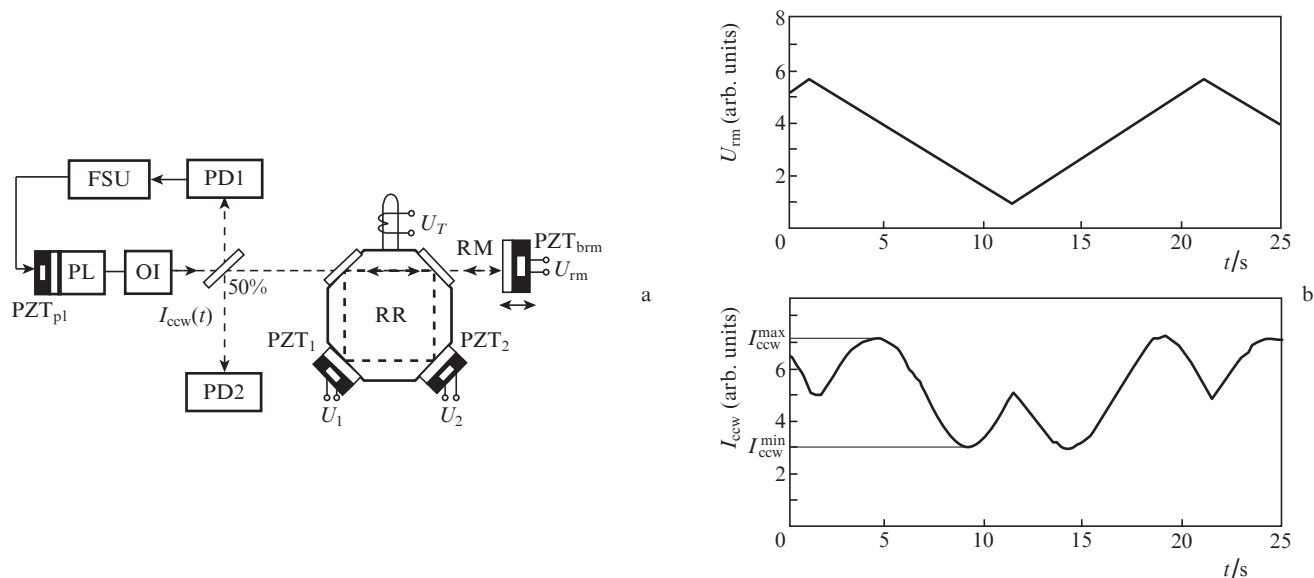 FSU
PD1
U_T
RM
PZT_brm
U_rm
PL
OI
50%
PZT_pl
I_ccw(t)
RR
PZT_1
PZT_2
PD2
U_1
U_2
a
U_rm (arb. units)
8
6
4
2
0
5
10
15
20
25
t/s
b
I_ccw (arb. units)
8
I_ccw^max
6
4
I_ccw^min
2
0
0
5
10
15
20
25
t/s